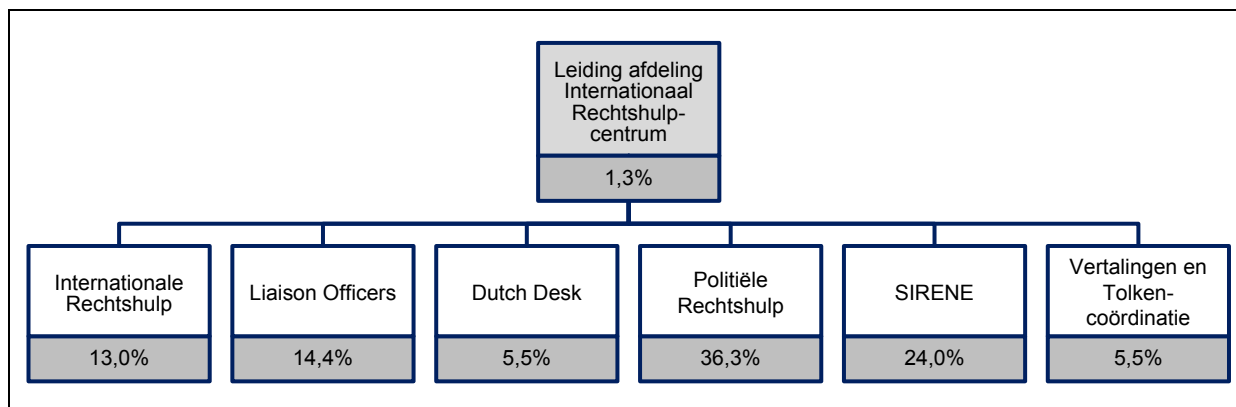 Leiding afdeling
Internationaal
Rechtshulp-
centrum
1,3%
Internationale
Rechtshulp
13,0%
Liaison Officers
14,4%
Dutch Desk
5,5%
Politiële
Rechtshulp
36,3%
SIRENE
24,0%
Vertalingen en
Tolken-
coördinatie
5,5%